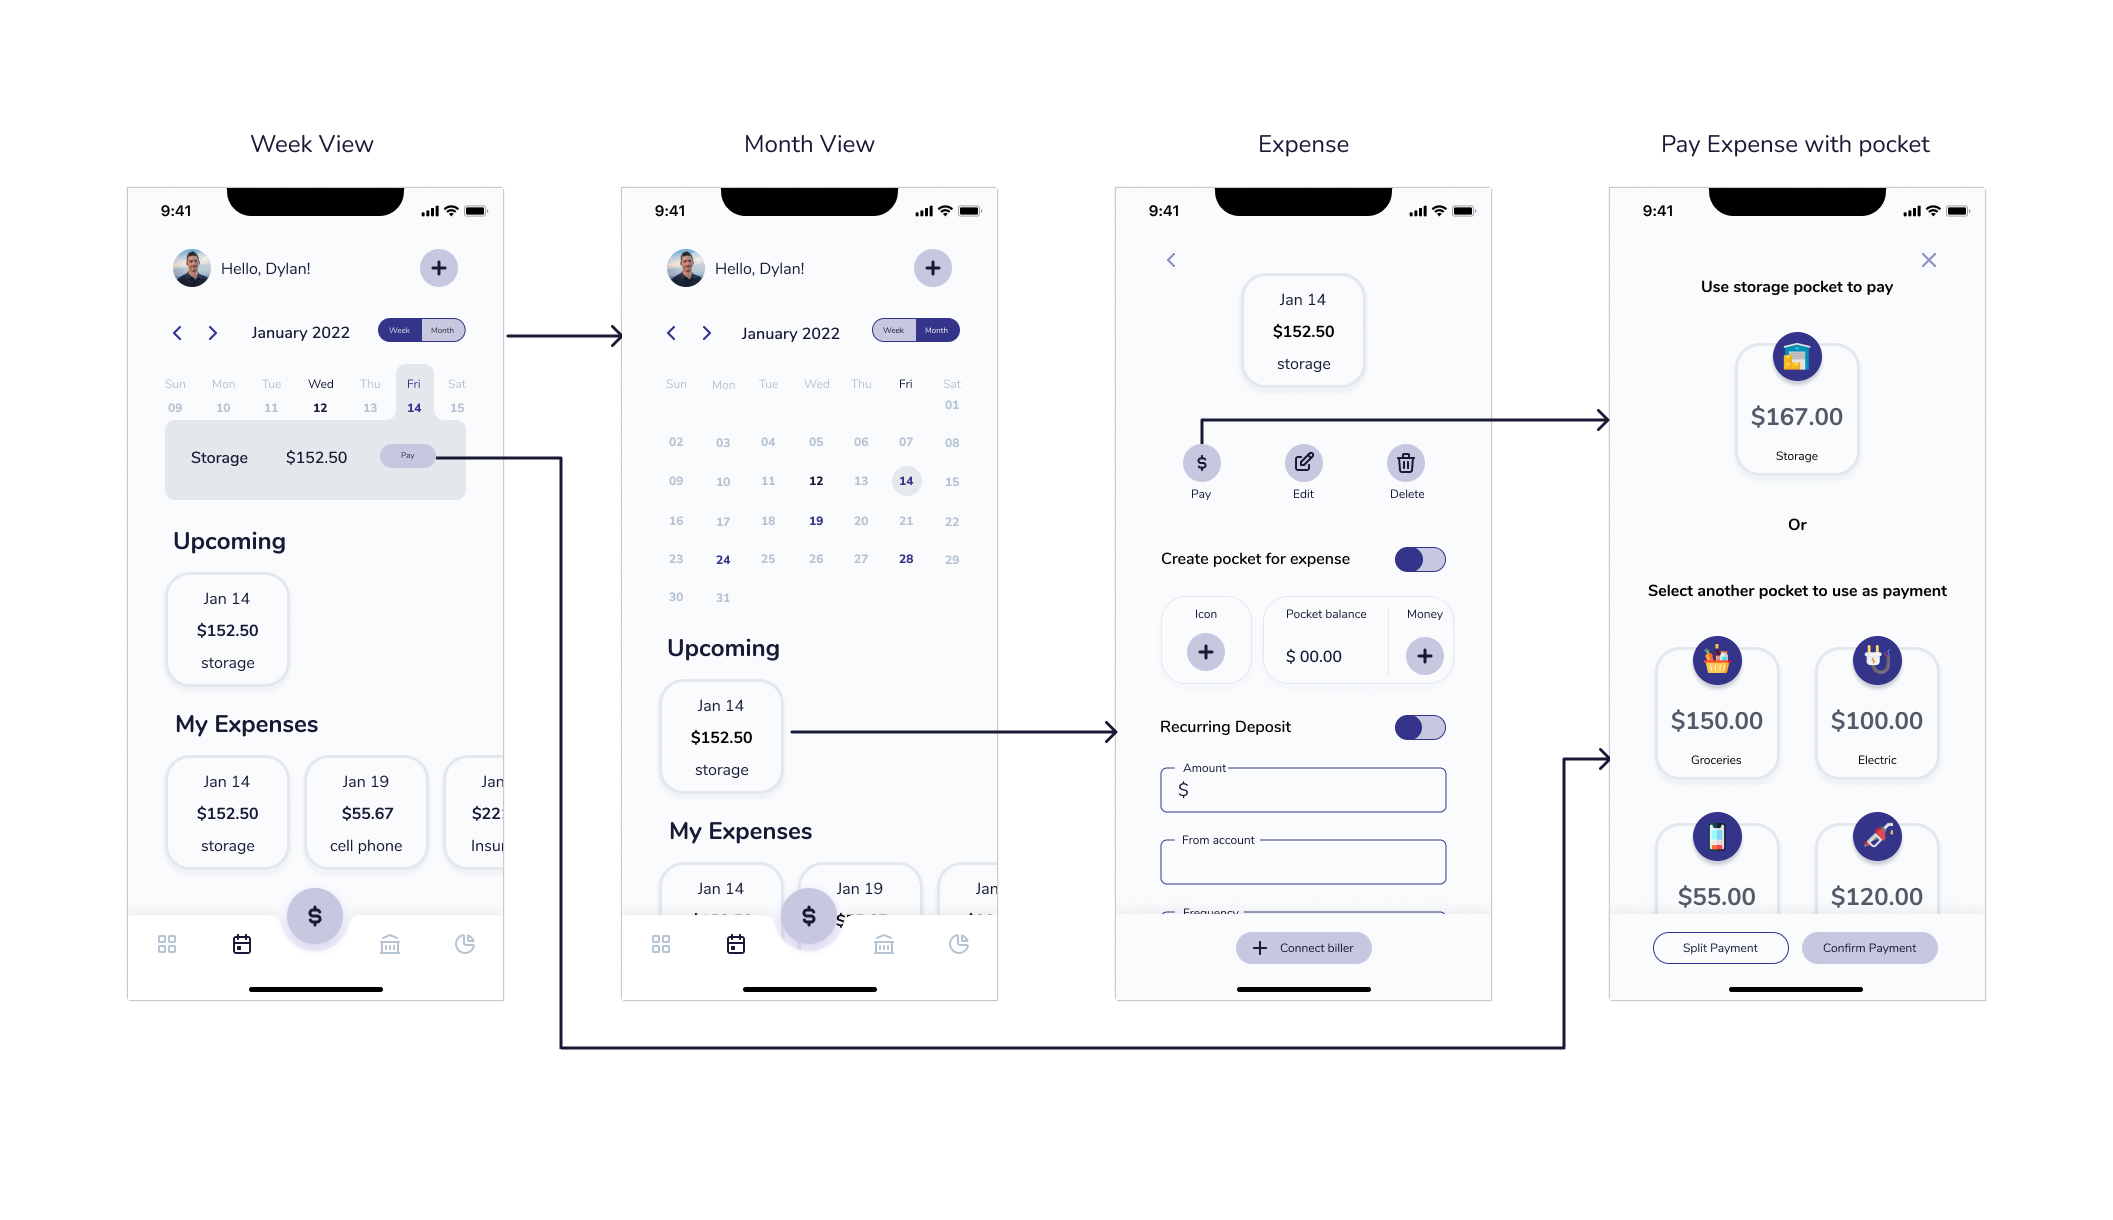 Week View
9:41
Hello, Dylan!
January 2022
Week Month
Sun Mon Tue Wed Thu Fri Sat
09 10 11 12 13 14 15
Storage $152.50 Pay
Upcoming
Jan 14
$152.50
storage
My Expenses
Jan 14
$152.50
storage
Jan 19
$55.67
cell phone
Jan
$22
Insu
$
Month View
9:41
Hello, Dylan!
January 2022
Week Month
Sun Mon Tue Wed Thu Fri Sat
01
02 03 04 05 06 07 08
09 10 11 12 13 14 15
16 17 18 19 20 21 22
23 24 25 26 27 28 29
30 31
Upcoming
Jan 14
$152.50
storage
My Expenses
Jan 14
Jan 19
Jan
$
Expense
9:41
Jan 14
$152.50
storage
$
Pay Edit Delete
Create pocket for expense
Icon
Pocket balance Money
$ 00.00
Recurring Deposit
Amount
$
From account
Frequency
Connect biller
Pay Expense with pocket
9:41
Use storage pocket to pay
$167.00
Storage
Or
Select another pocket to use as payment
$150.00
Groceries
$100.00
Electric
$55.00
$120.00
Split Payment Confirm Payment